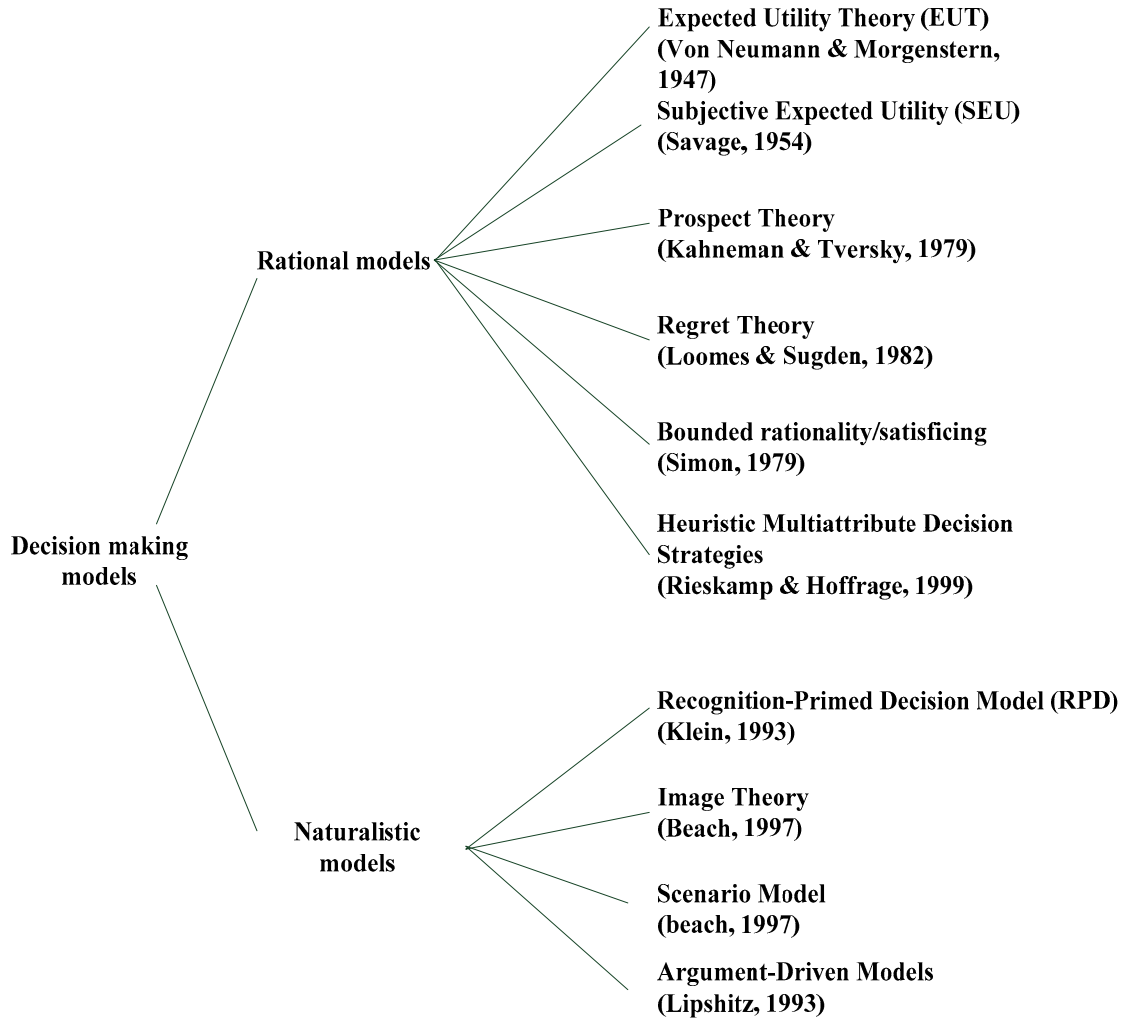 Expected Utility Theory (EUT)
(Von Neumann & Morgenstern,
1947)
Subjective Expected Utility (SEU)
(Savage, 1954)
Prospect Theory
(Kahneman & Tversky, 1979)
Rational models
Regret Theory
(Loomes & Sugden, 1982)
Bounded rationality/satisficing
(Simon, 1979)
Heuristic Multiattribute Decision
Strategies
(Rieskamp & Hoffrage, 1999)
Decision making
models
Recognition-Primed Decision Model (RPD)
(Klein, 1993)
Image Theory
(Beach, 1997)
Naturalistic
models
Scenario Model
(beach, 1997)
Argument-Driven Models
(Lipshitz, 1993)